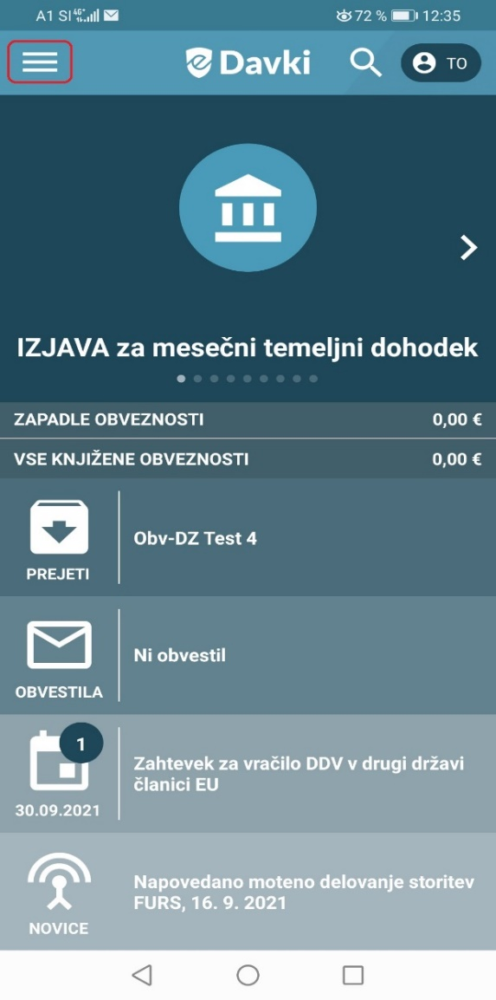 A1 SI 4G+ 72 % 12:35
eDavki TO
IZJAVA za mesečni temeljni dohodek
ZAPADLE OBVEZNOSTI 0,00 €
VSE KNJIŽENE OBVEZNOSTI 0,00 €
Obv-DZ Test 4
PREJETI
Ni obvestil
OBVESTILA
1
Zahtevek za vračilo DDV v drugi državi
članici EU
30.09.2021
Napovedano moteno delovanje storitev
FURS, 16. 9. 2021
NOVICE